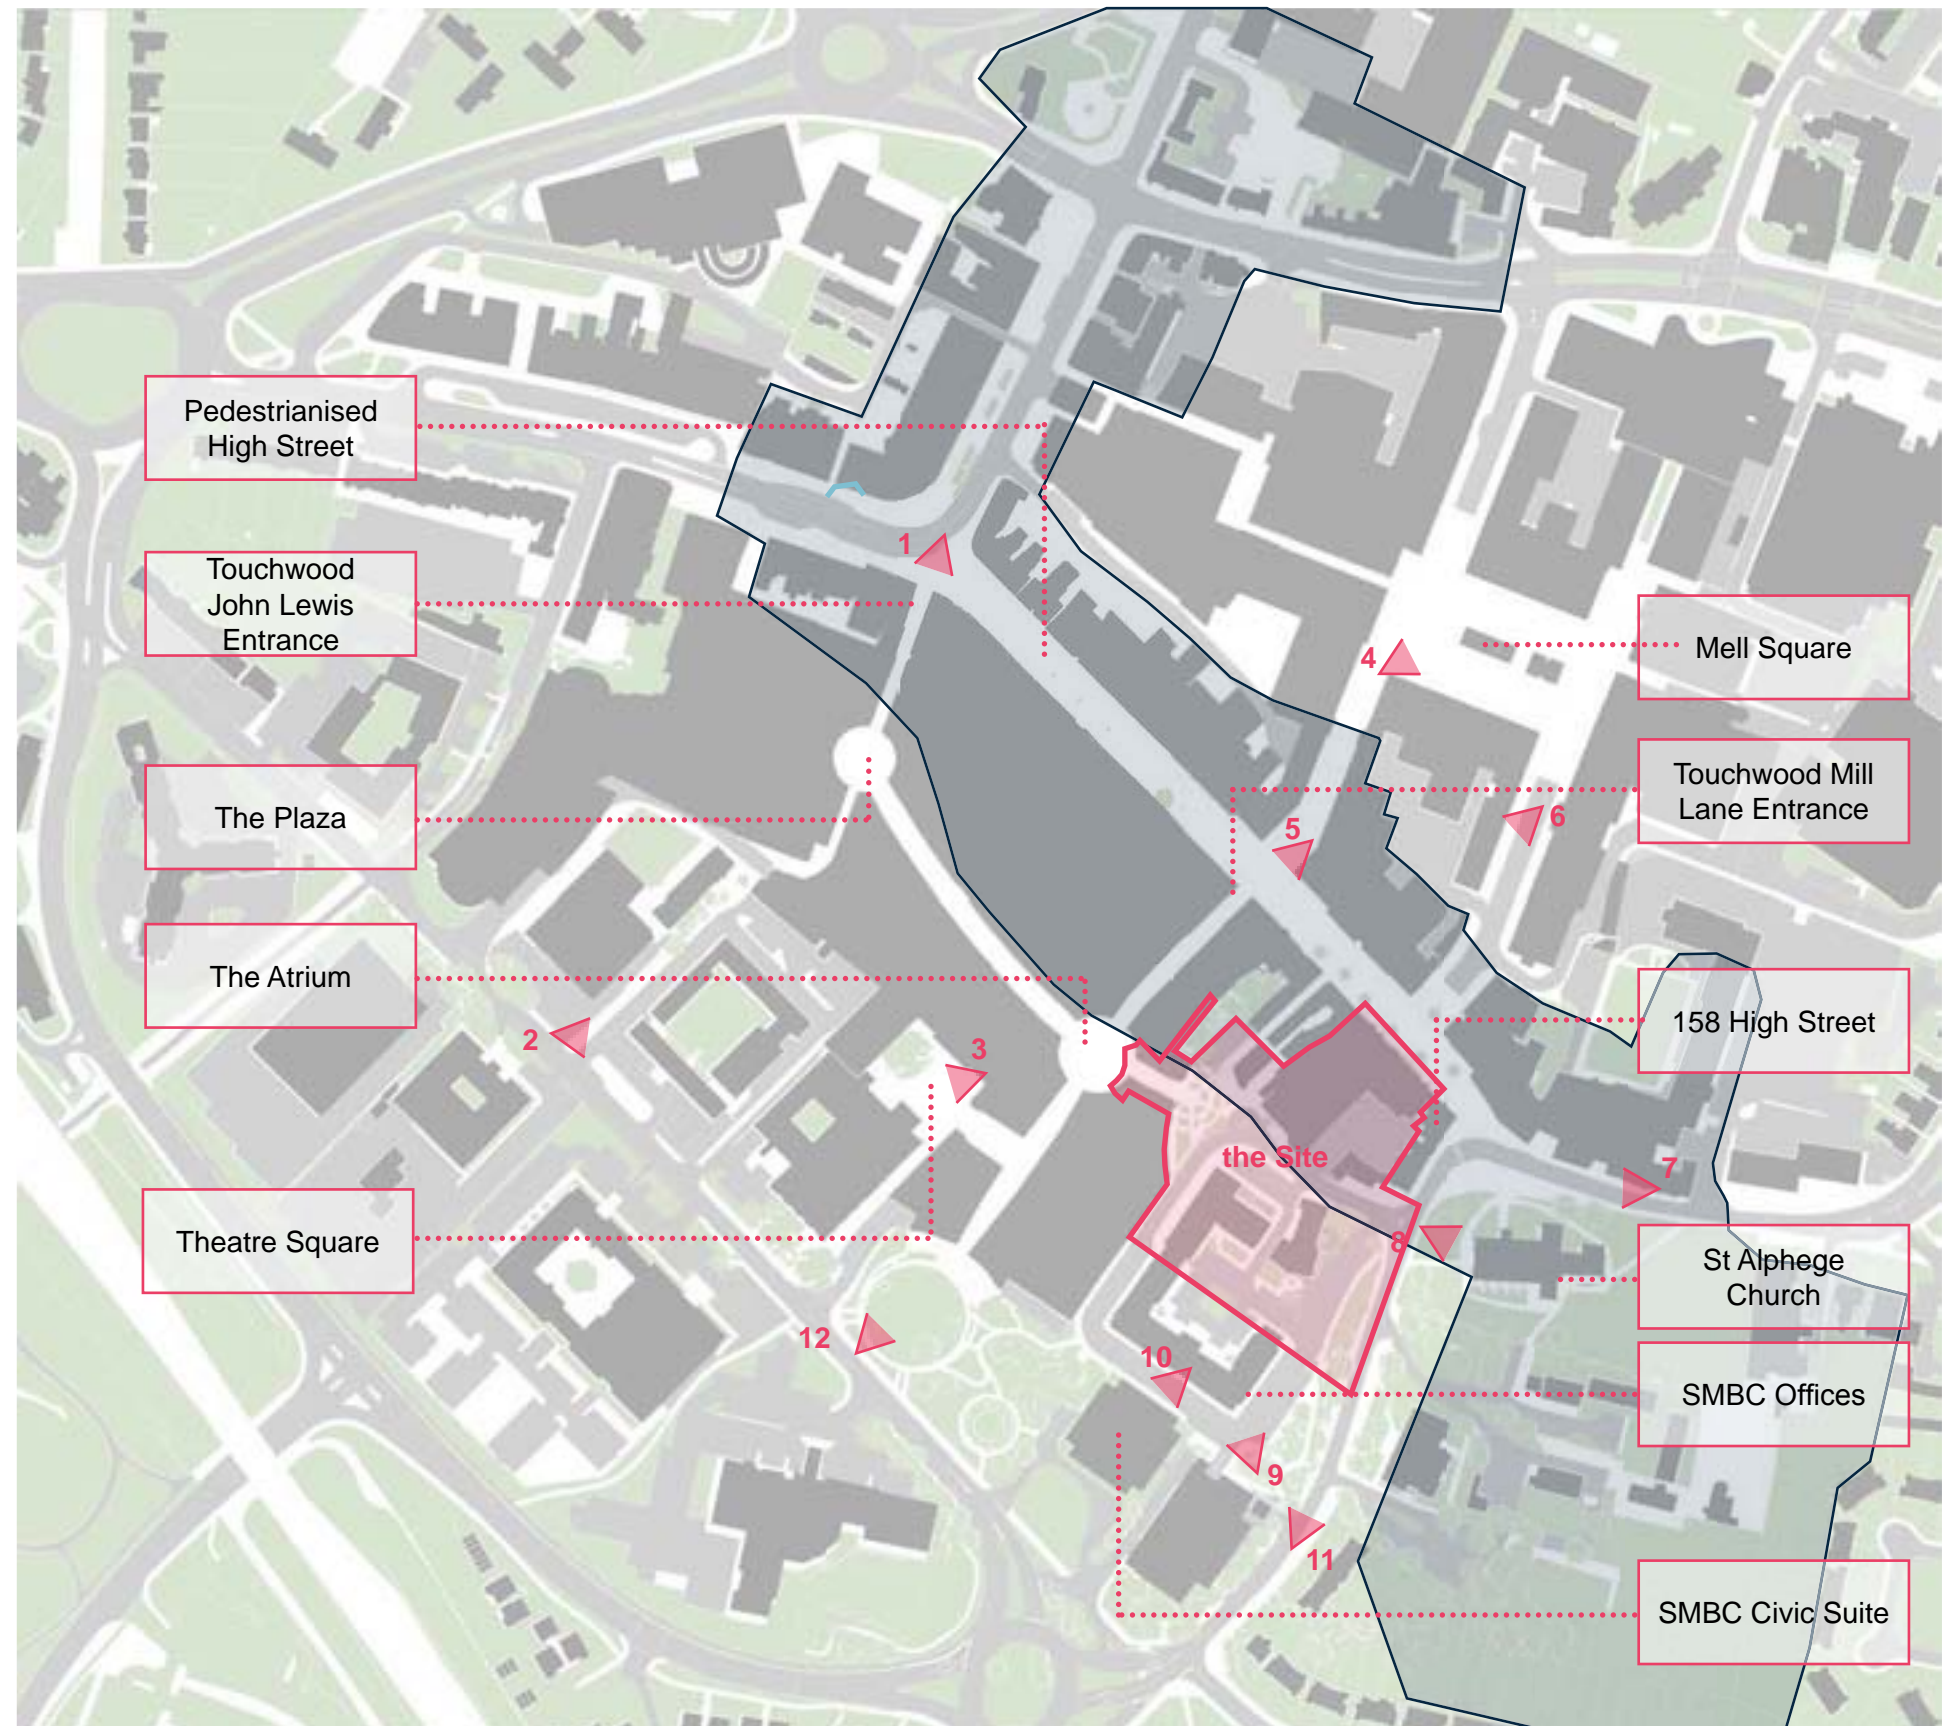 Pedestrianised
High Street
1
Touchwood
John Lewis
Entrance
4
Mell Square
The Plaza
5
6
Touchwood Mill
Lane Entrance
The Atrium
2
3
158 High Street
the Site
7
Theatre Square
8
St Alphege
Church
12
10
SMBC Offices
9
11
SMBC Civic Suite